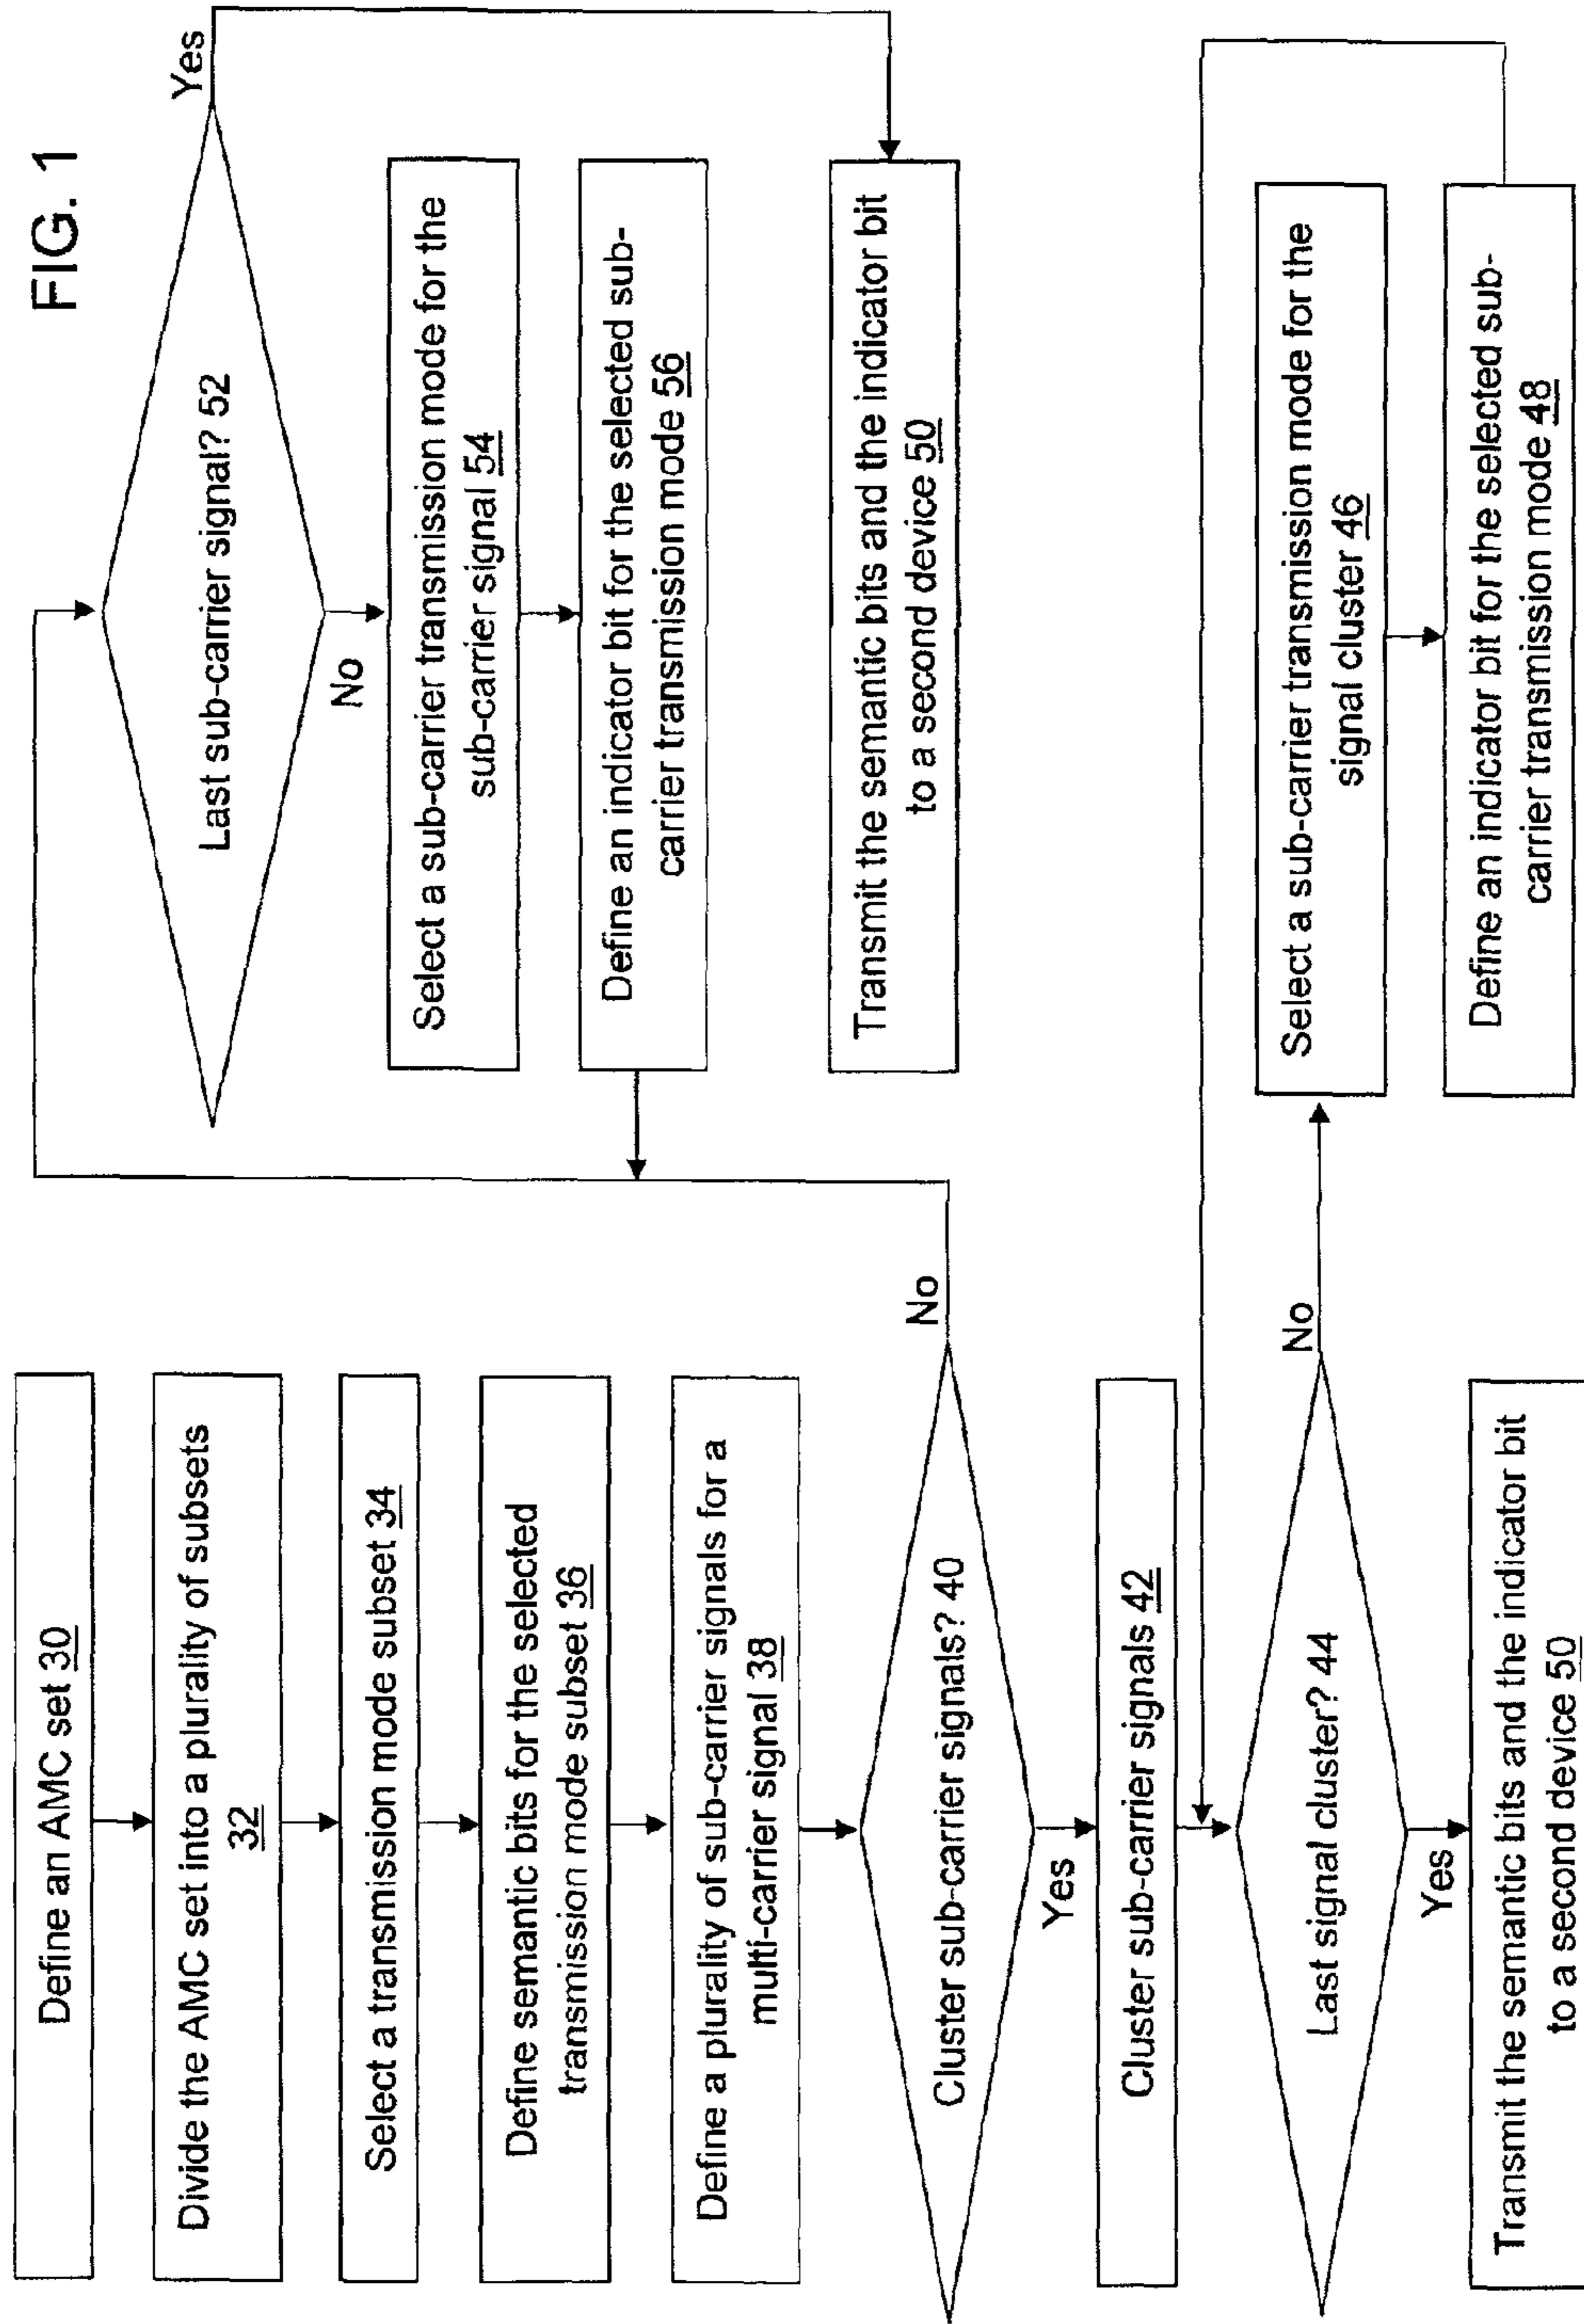 FIG. 1
Define an AMC set 30
Divide the AMC set into a plurality of subsets
32
Select a transmission mode subset 34
Define semantic bits for the selected
transmission mode subset 36
Define a plurality of sub-carrier signals for a
multi-carrier signal 38
Cluster sub-carrier signals? 40
No
Yes
Cluster sub-carrier signals 42
Last signal cluster? 44
No
Yes
Transmit the semantic bits and the indicator bit
to a second device 50
Last sub-carrier signal? 52
Yes
No
Select a sub-carrier transmission mode for the
sub-carrier signal 54
Define an indicator bit for the selected sub-
carrier transmission mode 56
Transmit the semantic bits and the indicator bit
to a second device 50
Select a sub-carrier transmission mode for the
signal cluster 46
Define an indicator bit for the selected sub-
carrier transmission mode 48